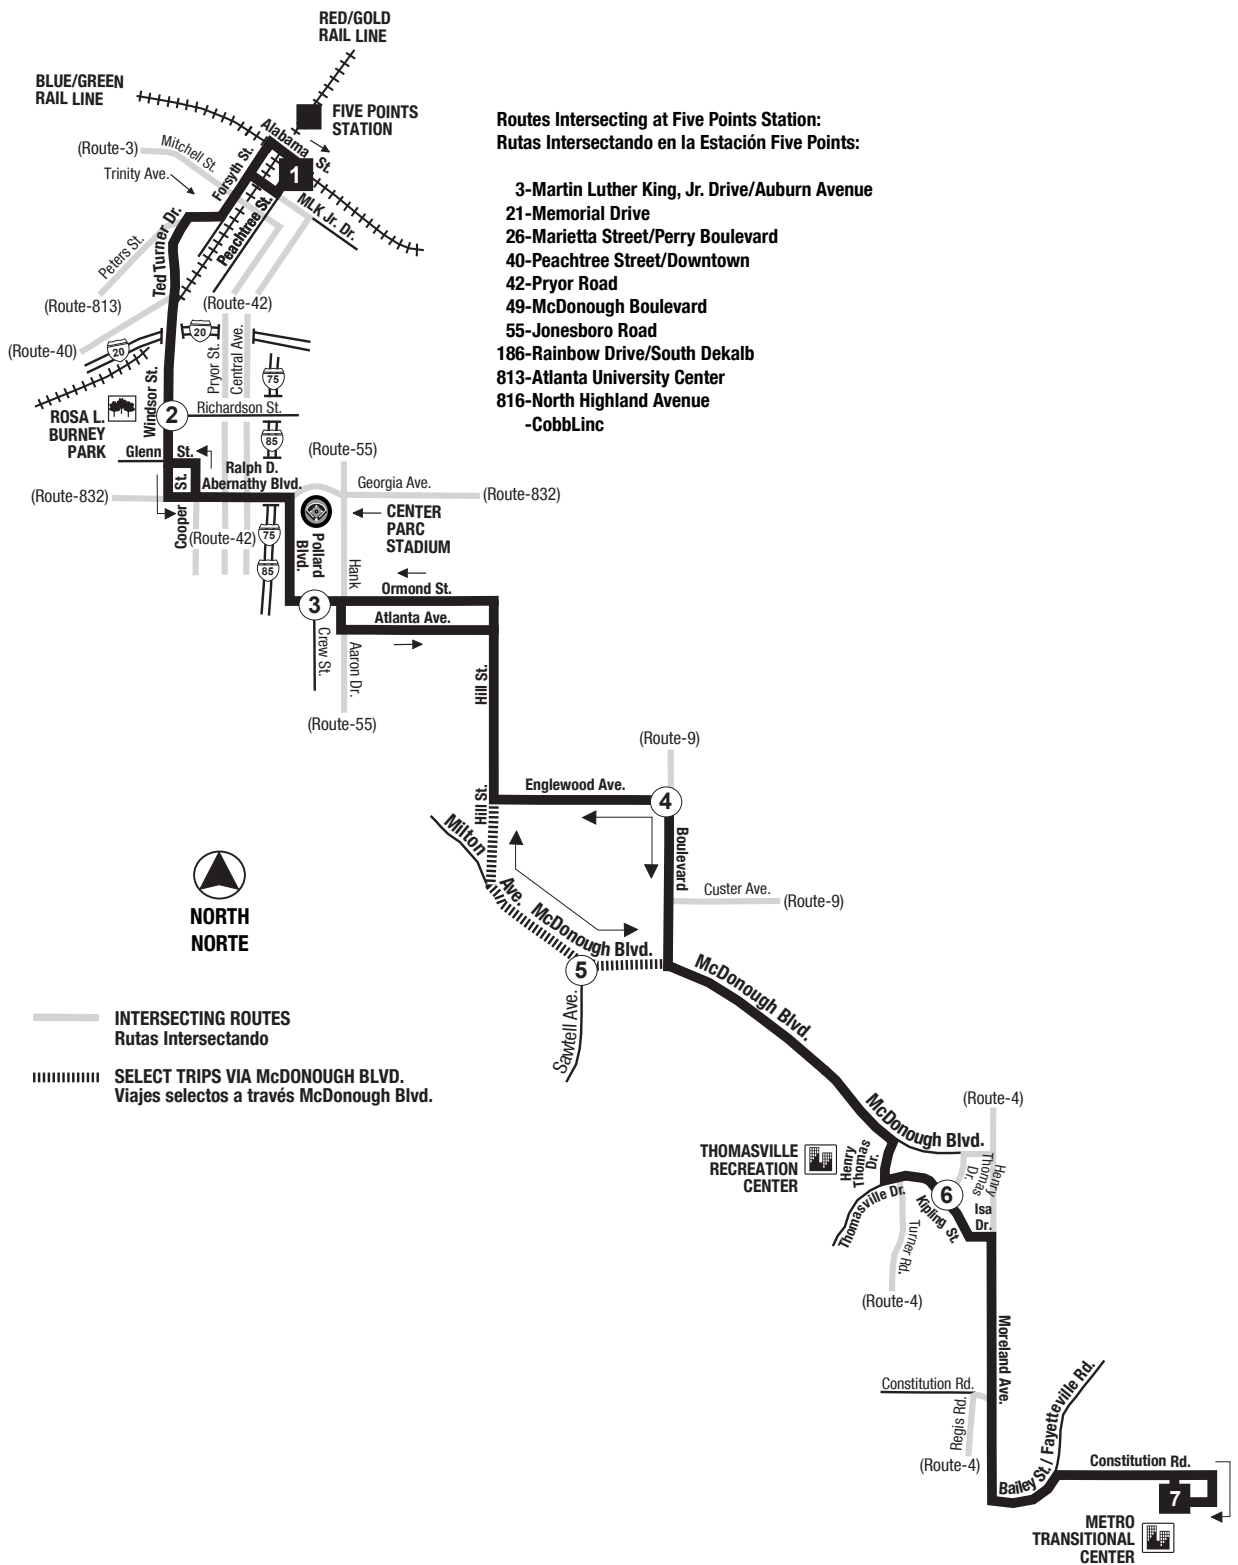 RED/GOLD
RAIL LINE
BLUE/GREEN
RAIL LINE
FIVE POINTS
STATION
Alabama St.
(Route-3)
Mitchell St.
Trinity Ave.
Forsyth St.
1
MLK Jr. Dr.
Peachtree St.
Peters St.
Ted Turner Dr.
(Route-813)
(Route-42)
(Route-40)
20
20
Routes Intersecting at Five Points Station:
Rutas Intersectando en la Estación Five Points:
3-Martin Luther King, Jr. Drive/Auburn Avenue
21-Memorial Drive
26-Marietta Street/Perry Boulevard
40-Peachtree Street/Downtown
42-Pryor Road
49-McDonough Boulevard
55-Jonesboro Road
186-Rainbow Drive/South Dekalb
813-Atlanta University Center
816-North Highland Avenue
-CobbLinc
Pryor St.
Central Ave.
75
85
Windsor St.
2
Richardson St.
ROSA L.
BURNEY
PARK
Glenn St.
(Route-55)
Ralph D.
Abernathy Blvd.
Georgia Ave.
(Route-832)
(Route-832)
Cooper St.
(Route-42)
75
85
Pollard
Blvd.
CENTER
PARC
STADIUM
Hank
Aaron Dr.
Ormond St.
3
Atlanta Ave.
Crew St.
Hill St.
(Route-55)
(Route-9)
Englewood Ave.
4
Hill St.
Milton
Ave.
Boulevard
Custer Ave.
(Route-9)
McDonough Blvd.
5
Sawtell Ave.
McDonough Blvd.
NORTH
NORTE
INTERSECTING ROUTES
Rutas Intersectando
SELECT TRIPS VIA McDONOUGH BLVD.
Viajes selectos a través McDonough Blvd.
(Route-4)
McDonough Blvd.
THOMASVILLE
RECREATION
CENTER
Henry
Thomas
Dr.
Henry
Thomas
Dr.
6
Thomasville Dr.
Kipling St.
Isa
Dr.
Turner Rd.
(Route-4)
Moreland Ave.
Constitution Rd.
Regis Rd.
(Route-4)
Bailey St. / Fayetteville Rd.
Constitution Rd.
7
METRO
TRANSITIONAL
CENTER